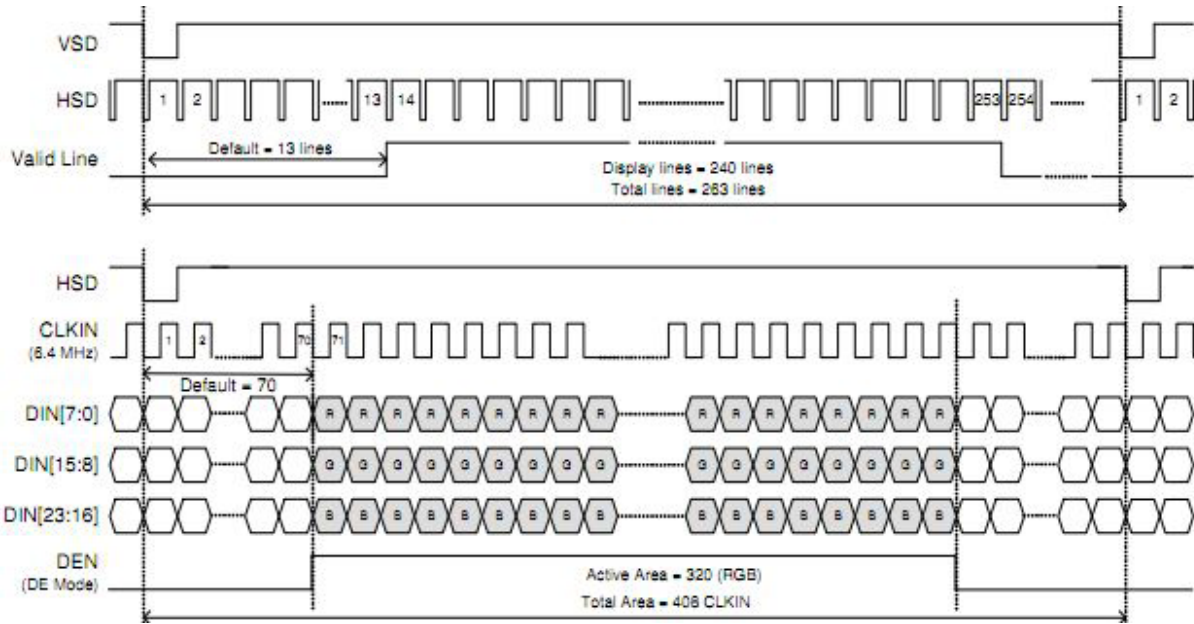 VSD
HSD 1 2 13 14 253 254 1 2
Valid Line
Default = 13 lines
Display lines = 240 lines
Total lines = 263 lines
HSD
CLKIN 1 2 70 71
(6.4 MHz)
Default = 70
DIN[7:0] R R R R R R R R R R R R R R R R R
DIN[15:8] G G G G G G G G G G G G G G G G G
DIN[23:16] B B B B B B B B B B B B B B B B B
DEN
(DE Mode)
Active Area = 320 (RGB)
Total Area = 408 CLKIN